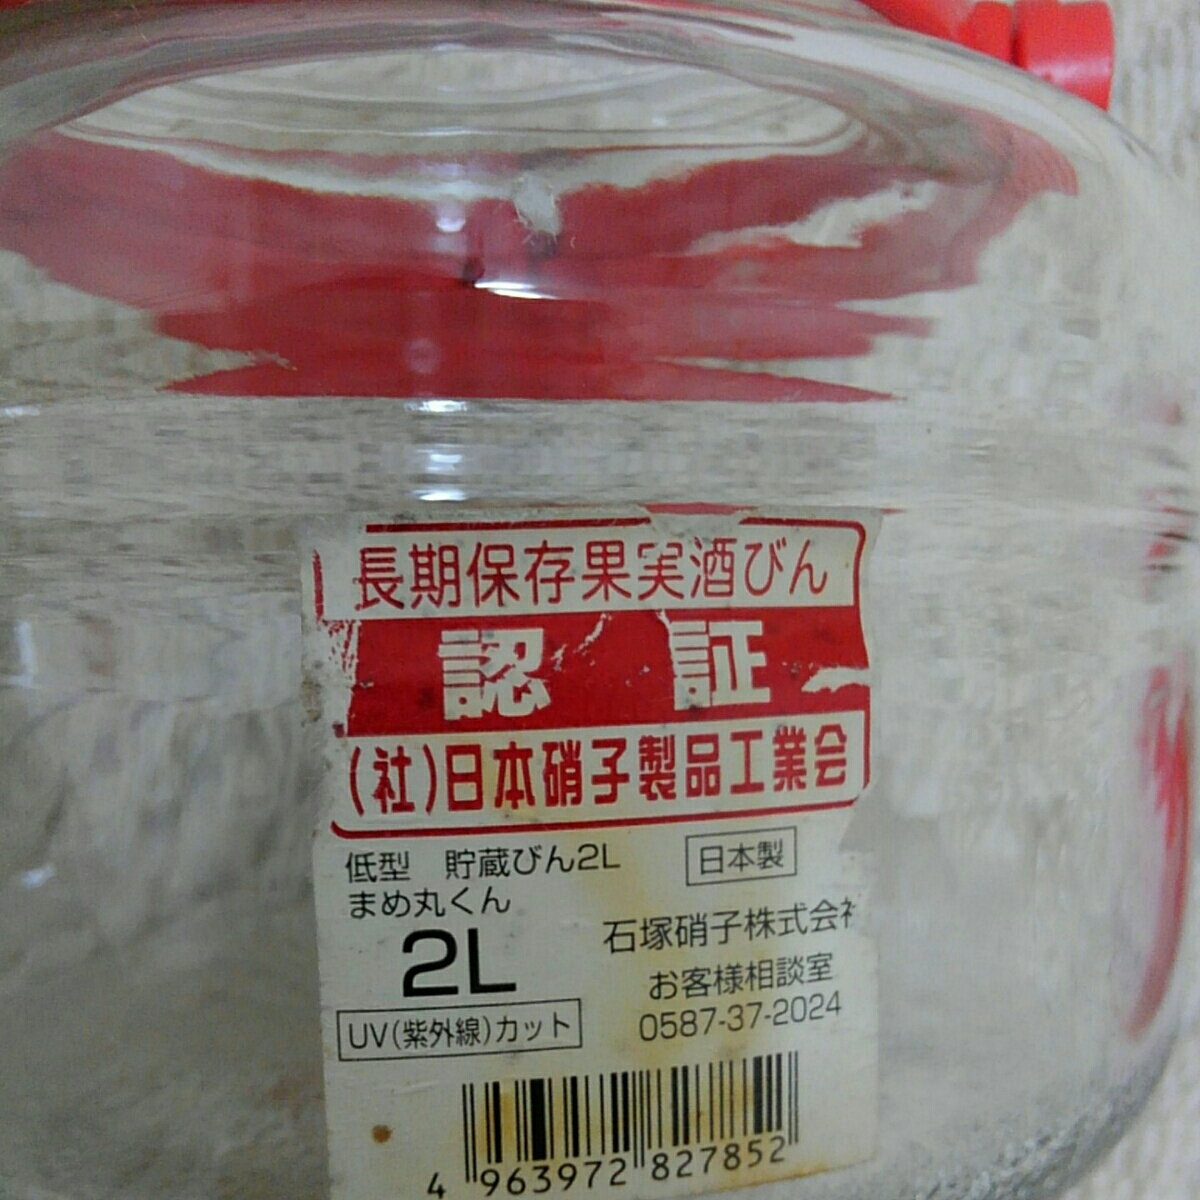 長期保存果実酒びん
認 証
(社)日本硝子製品工業会
低型 貯蔵びん2L 日本製
まめ丸くん
2L
石塚硝子株式会社
お客様相談室
0587-37-2024
UV(紫外線)カット
4 963972 827852